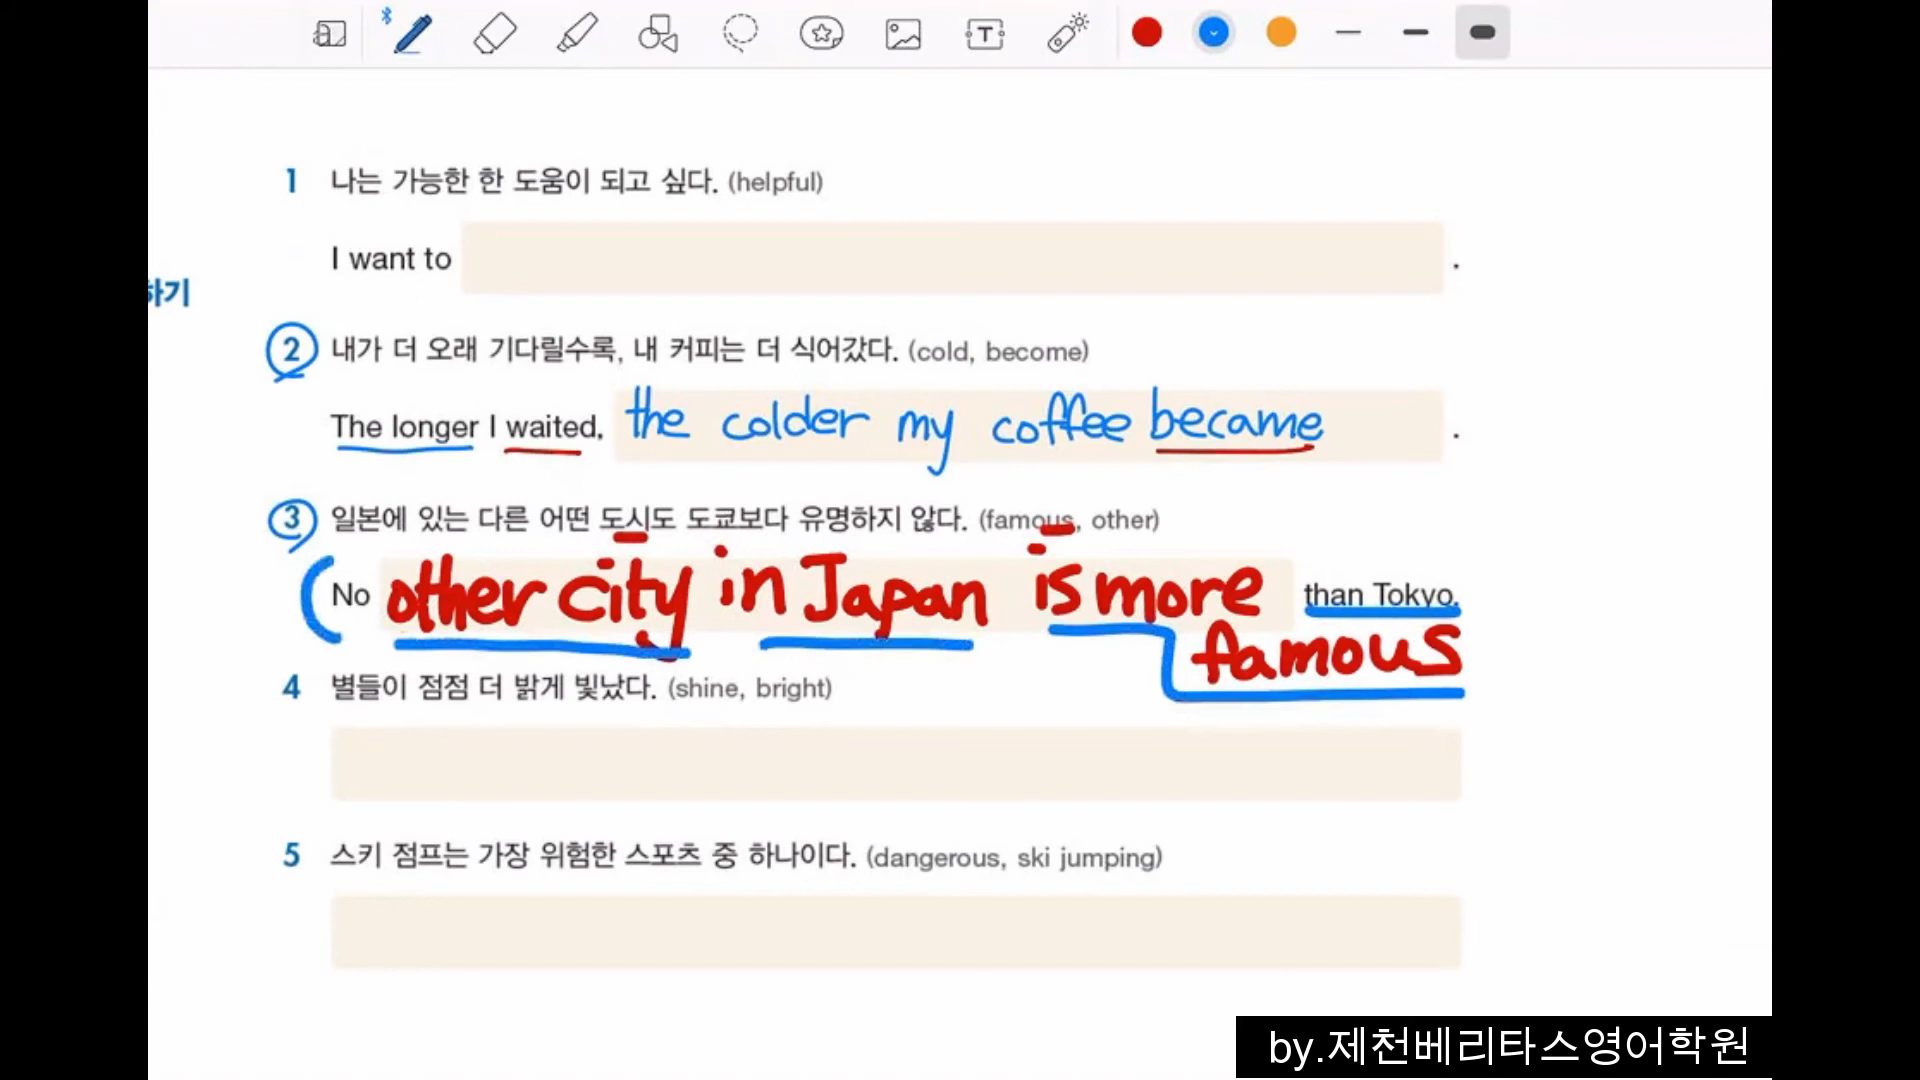 1 나는 가능한 한 도움이 되고 싶다. (helpful)
I want to .
하기
2 내가 더 오래 기다릴수록, 내 커피는 더 식어갔다. (cold, become)
The longer I waited, the colder my coffee became .
3 일본에 있는 다른 어떤 도시도 도쿄보다 유명하지 않다. (famous, other)
No other city in Japan is more than Tokyo.
famous
4 별들이 점점 더 밝게 빛났다. (shine, bright)
5 스키 점프는 가장 위험한 스포츠 중 하나이다. (dangerous, ski jumping)
by.제천베리타스영어학원